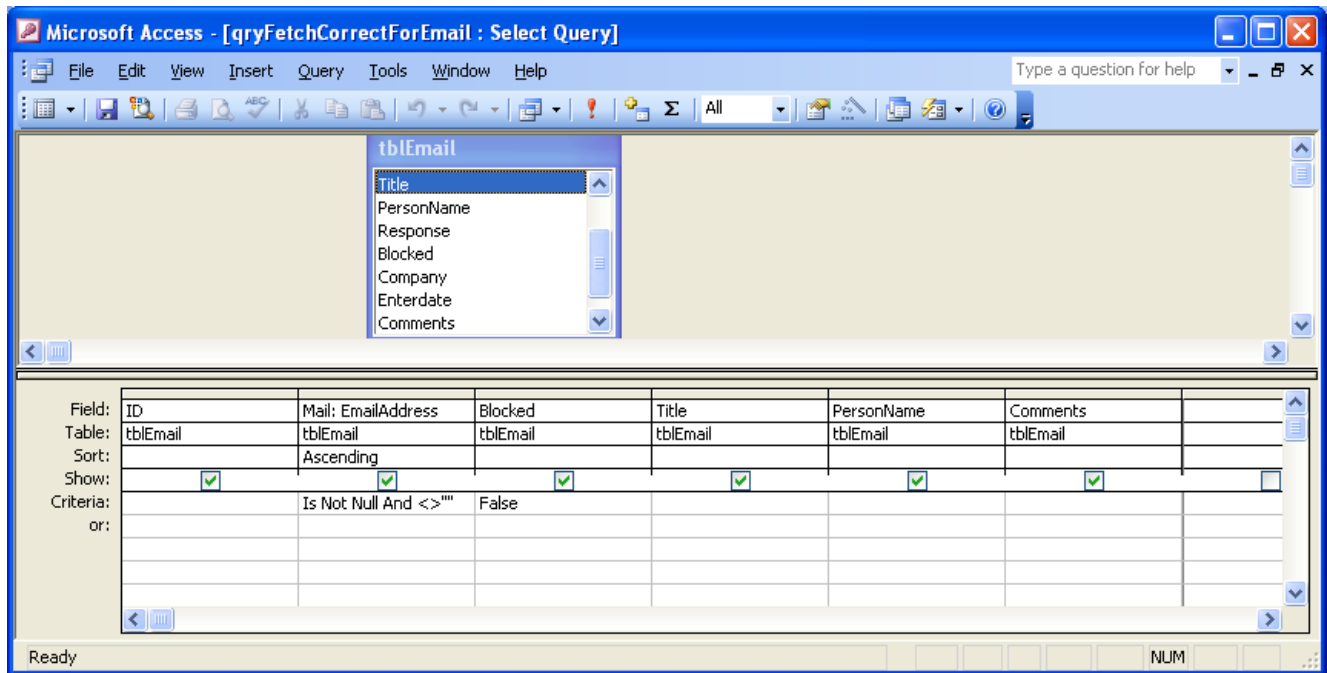 Microsoft Access - [qryFetchCorrectForEmail : Select Query]
File Edit View Insert Query Tools Window Help Type a question for help
ABC Σ All
tblEmail
Title
PersonName
Response
Blocked
Company
Enterdate
Comments
Field: ID Mail: EmailAddress Blocked Title PersonName Comments
Table: tblEmail tblEmail tblEmail tblEmail tblEmail tblEmail
Sort: Ascending
Show:
Criteria: Is Not Null And <>"" False
or:
Ready NUM